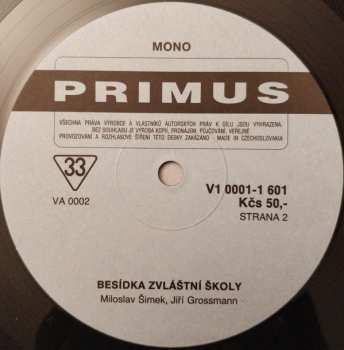 MONO
PRIMUS
VŠECHNA PRÁVA VÝROBCE A VLASTNÍKŮ AUTORSKÝCH PRÁV K DÍLU JSOU VYHRAZENA.
BEZ SOUHLASU JE VÝROBA KOPIÍ, PRONÁJEM, PŮJČOVÁNÍ, VEŘEJNÉ
PROVOZOVÁNÍ A ROZHLASOVÉ ŠÍŘENÍ TÉTO DESKY ZAKÁZÁNO - MADE IN CZECHOSLOVAKIA
33
VA 0002
V1 0001-1 601
Kčs 50,-
STRANA 2
BESÍDKA ZVLÁŠTNÍ ŠKOLY
Miloslav Šimek, Jiří Grossmann